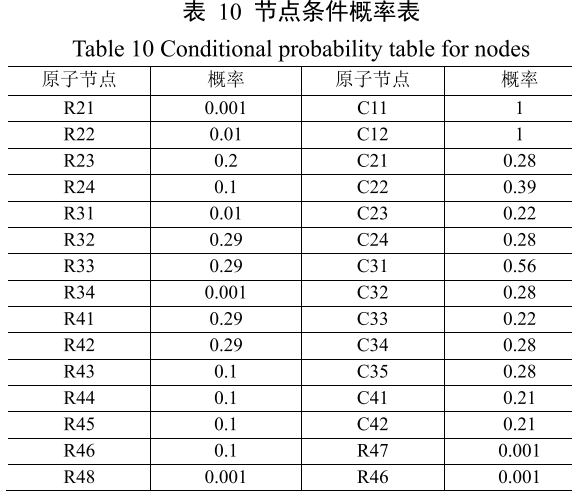 表 10 节点条件概率表
Table 10 Conditional probability table for nodes
原子节点 概率 原子节点 概率
R21 0.001 C11 1
R22 0.01 C12 1
R23 0.2 C21 0.28
R24 0.1 C22 0.39
R31 0.01 C23 0.22
R32 0.29 C24 0.28
R33 0.29 C31 0.56
R34 0.001 C32 0.28
R41 0.29 C33 0.22
R42 0.29 C34 0.28
R43 0.1 C35 0.28
R44 0.1 C41 0.21
R45 0.1 C42 0.21
R46 0.1 R47 0.001
R48 0.001 R46 0.001